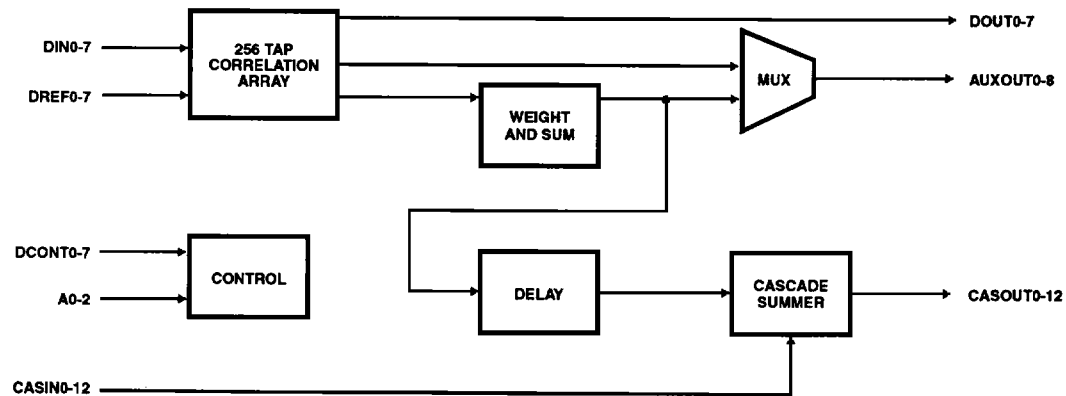 DIN0-7
DREF0-7
256 TAP
CORRELATION
ARRAY
DOUT0-7
MUX
AUXOUT0-8
WEIGHT
AND SUM
DCONT0-7
A0-2
CONTROL
DELAY
CASCADE
SUMMER
CASOUT0-12
CASIN0-12